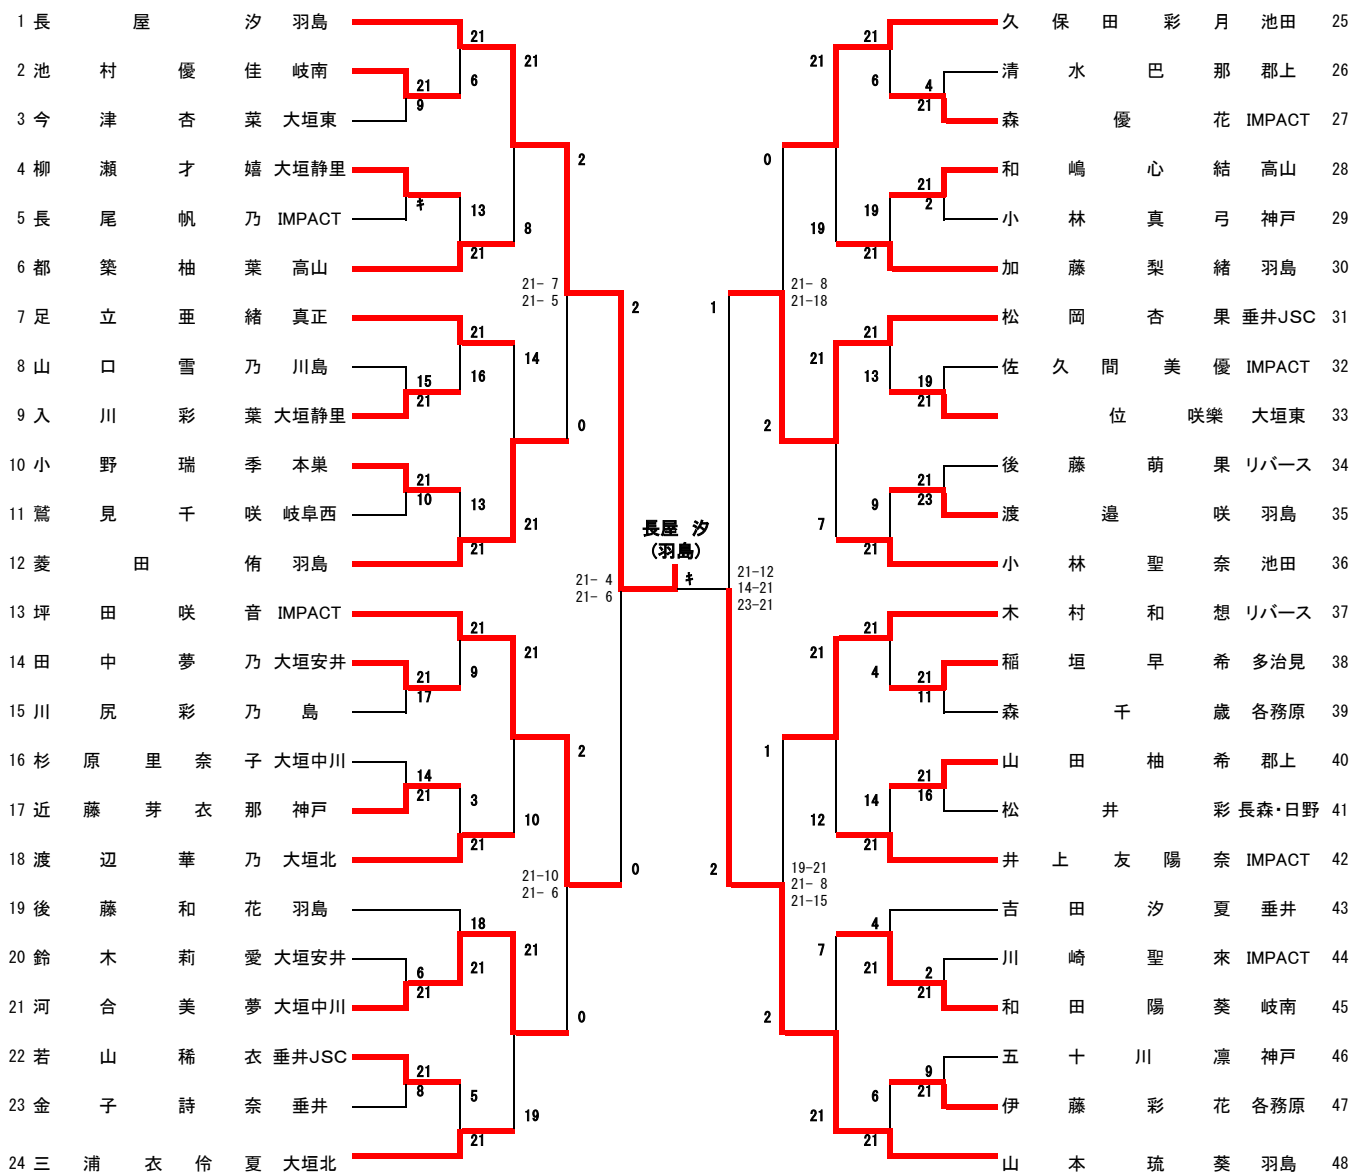 1 長屋 汐 羽島
2 池村優佳 岐南
3 今津杏菜 大垣東
4 柳瀬才嬉 大垣静里
5 長尾帆乃 IMPACT
6 都築柚葉 高山
7 足立亜緒 真正
8 山口雪乃 川島
9 入川彩葉 大垣静里
10 小野瑞季 本巣
11 鷲見千咲 岐阜西
12 菱田侑 羽島
13 坪田咲音 IMPACT
14 田中夢乃 大垣安井
15 川尻彩乃 島
16 杉原里奈子 大垣中川
17 近藤芽衣那 神戸
18 渡辺華乃 大垣北
19 後藤和花 羽島
20 鈴木莉愛 大垣安井
21 河合美夢 大垣中川
22 若山稀衣 垂井JSC
23 金子詩奈 垂井
24 三浦衣伶夏 大垣北
21
6
21
9
21
キ
13
21
8
2
21- 7
21- 5
21
16
15
21
14
21
10
13
21
21
0
2
21
9
21
17
21
14
21
3
21
10
2
21-10
21- 6
18
21
6
21
21
21
8
5
21
19
0
0
21- 4
21- 6
長屋 汐
(羽島)
キ
21-12
14-21
23-21
1
2
21
6
4
21
21
21
2
19
21
19
0
21- 8
21-18
21
13
19
21
21
21
23
9
21
7
2
21
4
21
11
21
21
16
14
21
12
1
19-21
21- 8
21-15
4
21
2
21
7
9
21
6
21
21
2
久保田彩月 池田 25
清水巴那 郡上 26
森優花 IMPACT 27
和嶋心結 高山 28
小林真弓 神戸 29
加藤梨緒 羽島 30
松岡杏果 垂井JSC 31
佐久間美優 IMPACT 32
位咲樂 大垣東 33
後藤萌果 リバース 34
渡邉咲 羽島 35
小林聖奈 池田 36
木村和想 リバース 37
稲垣早希 多治見 38
森千歳 各務原 39
山田柚希 郡上 40
松井彩 長森・日野 41
井上友陽奈 IMPACT 42
吉田汐夏 垂井 43
川崎聖來 IMPACT 44
和田陽葵 岐南 45
五十川凛 神戸 46
伊藤彩花 各務原 47
山本琉葵 羽島 48